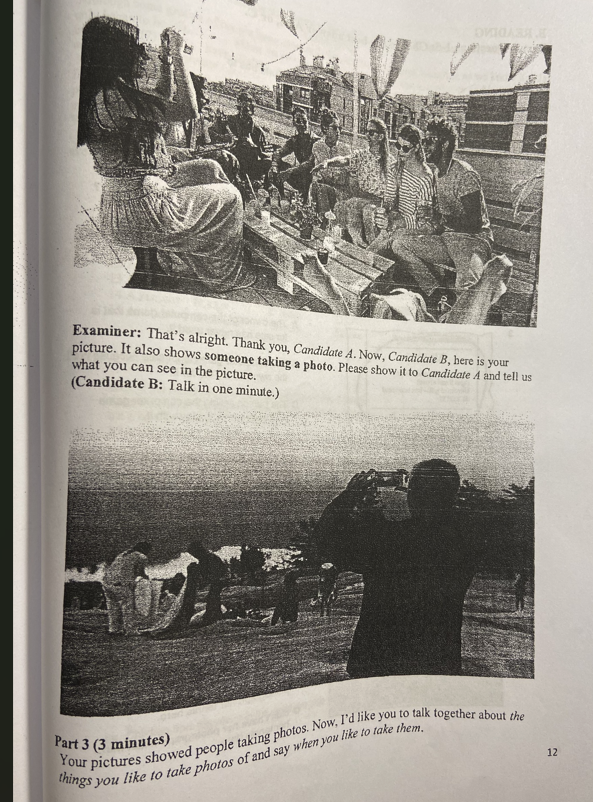 Examiner: That's alright. Thank you, Candidate A. Now, Candidate B, here is your
picture. It also shows someone taking a photo. Please show it to Candidate A and tell us
what you can see in the picture.
(Candidate B: Talk in one minute.)
Part 3 (3 minutes)
Your pictures showed people taking photos. Now, I'd like you to talk together about the
things you like to take photos of and say when you like to take them.
12